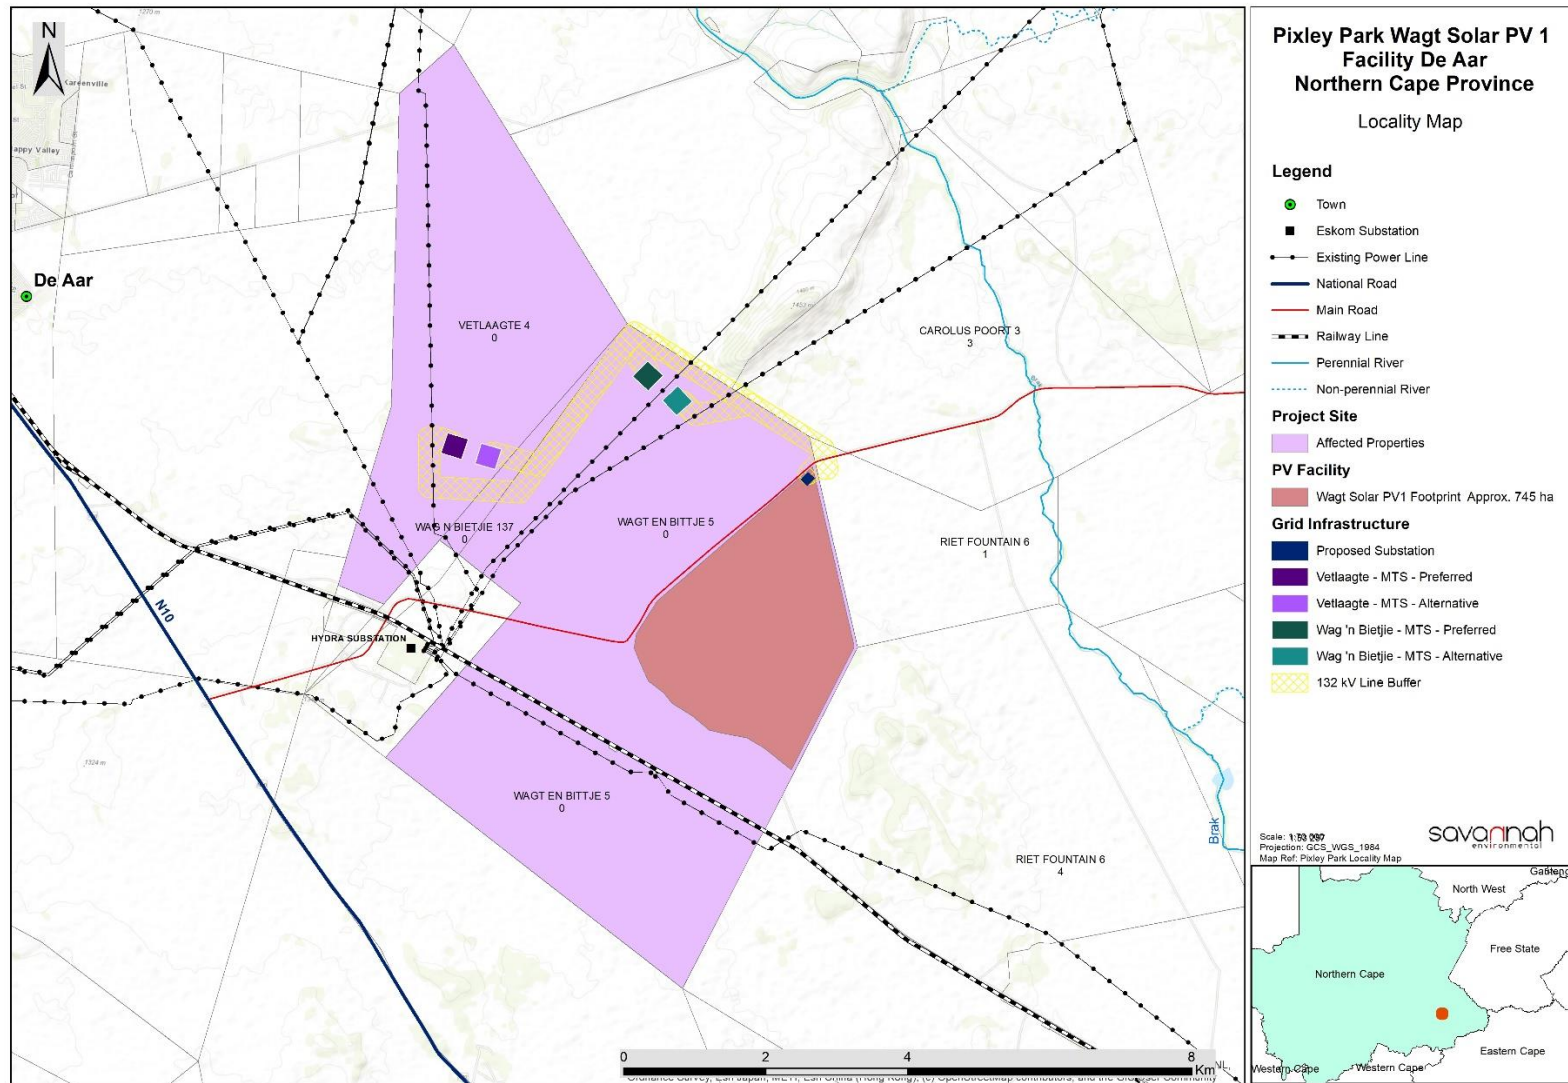 Pixley Park Wagt Solar PV 1
Facility De Aar
Northern Cape Province
Locality Map
Legend
Town
Eskom Substation
Existing Power Line
National Road
Main Road
Railway Line
Perennial River
Non-perennial River
Project Site
Affected Properties
PV Facility
Wagt Solar PV1 Footprint Approx. 745 ha
Grid Infrastructure
Proposed Substation
Vetlaagte - MTS - Preferred
Vetlaagte - MTS - Alternative
Wag 'n Bietjie - MTS - Preferred
Wag 'n Bietjie - MTS - Alternative
132 kV Line Buffer
Scale:
Projection: GCS_WGS_1984
Map Ref: Pixley Park Locality Map
savannah
environmental
North West
Free State
Northern Cape
Eastern Cape
Western Cape
Western Cape
N
1270 m
appy Valley
De Aar
VETLAAGTE 4
0
CAROLUS POORT 3
3
WAG N BIETJIE 137
0
WAGT EN BITTJE 5
0
RIET FOUNTAIN 6
1
N10
HYDRA SUBSTATION
1324 m
WAGT EN BITTJE 5
0
RIET FOUNTAIN 6
4
Brak
0 2 4 8
Km